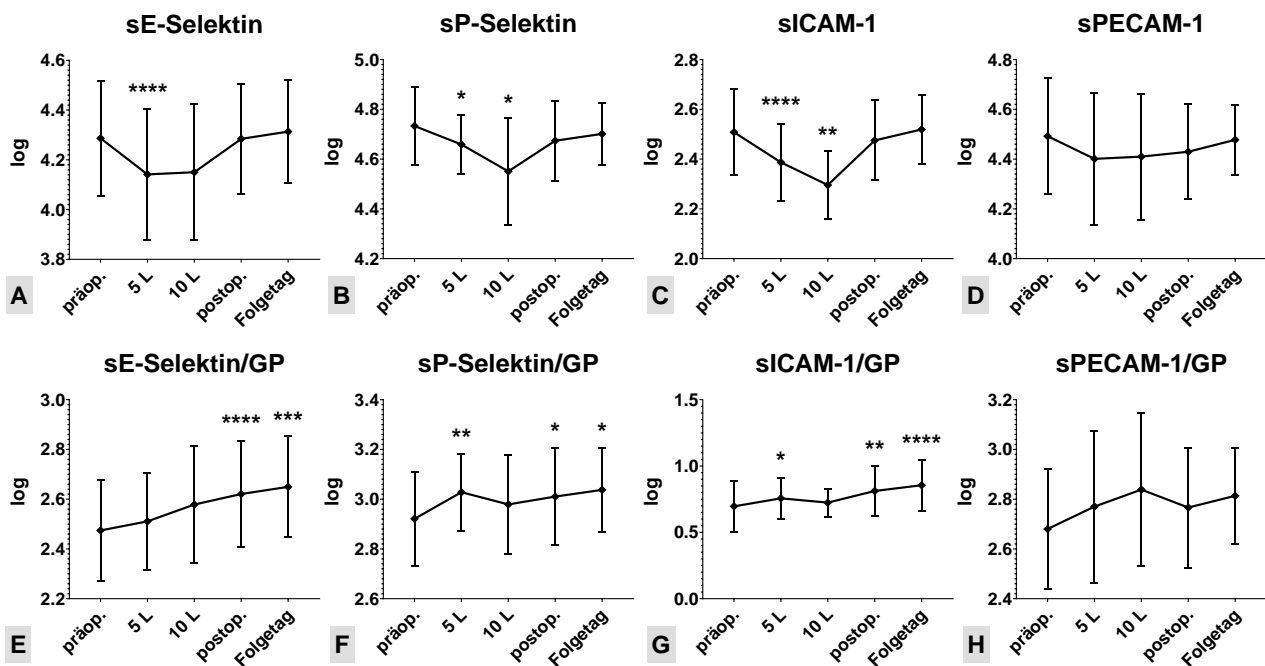 sE-Selektin
log
4.6
4.4
4.2
4.0
3.8
****
präop.
5 L
10 L
postop.
Folgetag
A
sP-Selektin
log
5.0
4.8
4.6
4.4
4.2
*
*
präop.
5 L
10 L
postop.
Folgetag
B
sICAM-1
log
2.8
2.6
2.4
2.2
2.0
****
**
präop.
5 L
10 L
postop.
Folgetag
C
sPECAM-1
log
4.8
4.6
4.4
4.2
4.0
präop.
5 L
10 L
postop.
Folgetag
D
sE-Selektin/GP
log
3.0
2.8
2.6
2.4
2.2
****
***
präop.
5 L
10 L
postop.
Folgetag
E
sP-Selektin/GP
log
3.4
3.2
3.0
2.8
2.6
**
*
*
präop.
5 L
10 L
postop.
Folgetag
F
sICAM-1/GP
log
1.5
1.0
0.5
0.0
*
**
****
präop.
5 L
10 L
postop.
Folgetag
G
sPECAM-1/GP
log
3.2
3.0
2.8
2.6
2.4
präop.
5 L
10 L
postop.
Folgetag
H